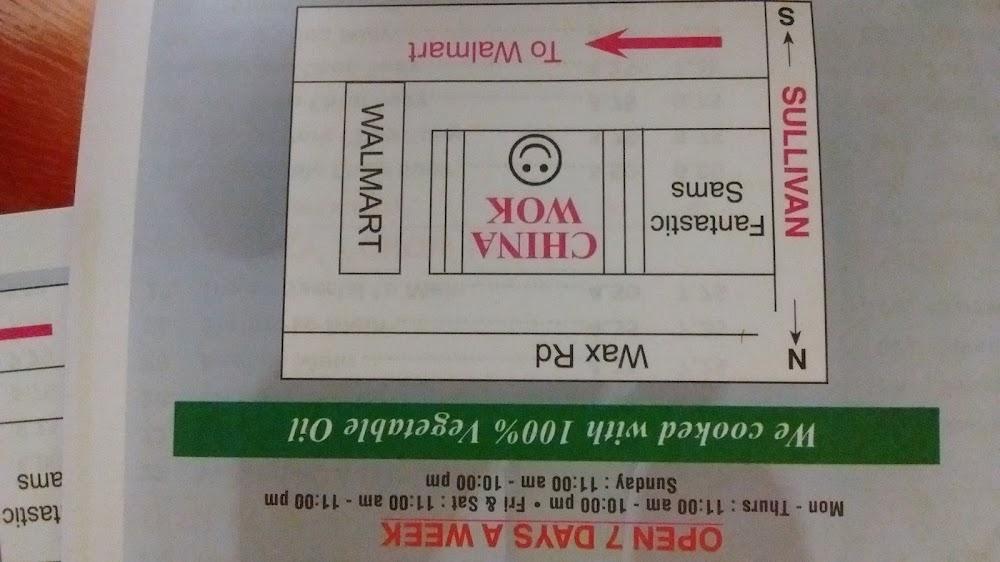 OPEN 7 DAYS A WEEK
Mon - Thurs : 11:00 am - 10:00 pm • Fri & Sat : 11:00 am - 11:00 pm
Sunday : 11:00 am - 10:00 pm
We cooked with 100% Vegetable Oil
N
Wax Rd
SULLIVAN
Fantastic
Sams
CHINA
WOK
WALMART
S
To Walmart
tastic
ams